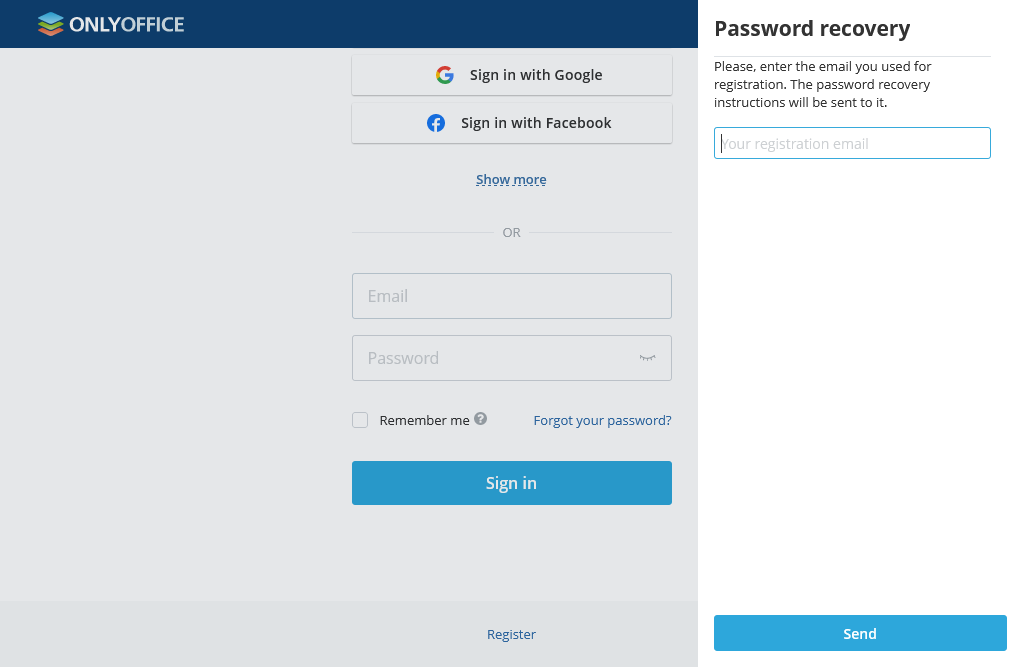 ONLYOFFICE
Sign in with Google
Sign in with Facebook
Show more
OR
Email
Password
Remember me ?
Forgot your password?
Sign in
Register
Password recovery
Please, enter the email you used for
registration. The password recovery
instructions will be sent to it.
Your registration email
Send